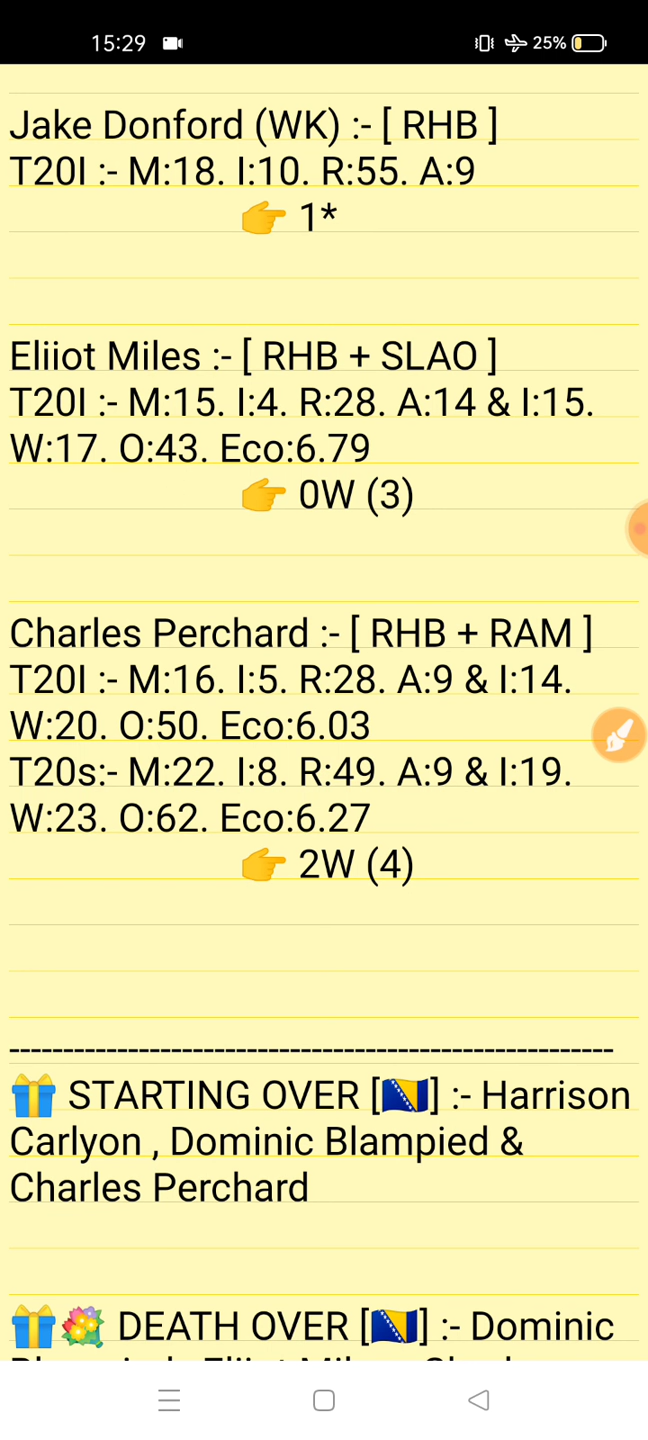 15:29 25%
Jake Donford (WK) :- [ RHB ]
T20I :- M:18. I:10. R:55. A:9
👉 1*
Eliiot Miles :- [ RHB + SLAO ]
T20I :- M:15. I:4. R:28. A:14 & I:15.
W:17. O:43. Eco:6.79
👉 0W (3)
Charles Perchard :- [ RHB + RAM ]
T20I :- M:16. I:5. R:28. A:9 & I:14.
W:20. O:50. Eco:6.03
T20s:- M:22. I:8. R:49. A:9 & I:19.
W:23. O:62. Eco:6.27
👉 2W (4)
--------------------------------------------------------
🎁 STARTING OVER [🇧🇦] :- Harrison
Carlyon , Dominic Blampied &
Charles Perchard
🎁💐 DEATH OVER [🇧🇦] :- Dominic